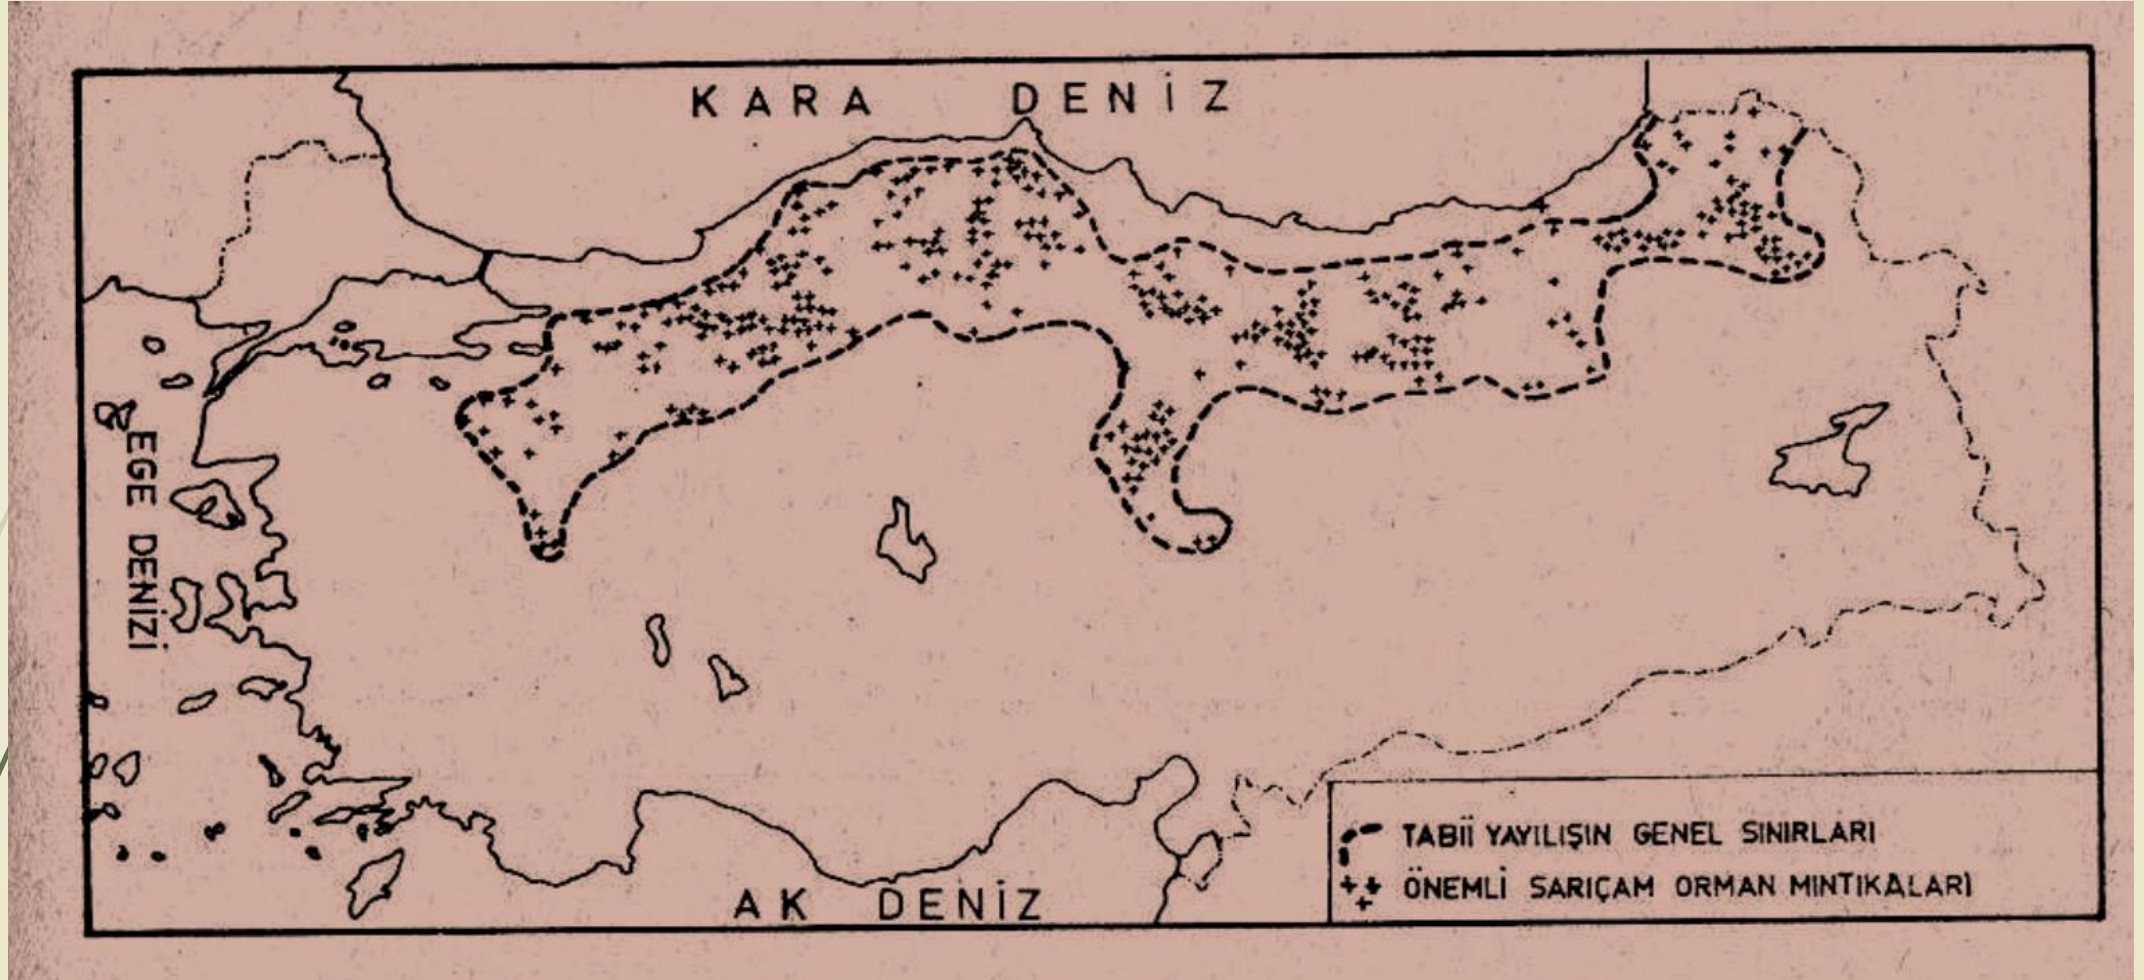 KARA DENİZ
EGE DENİZİ
AK DENİZ
TABİİ YAYILIŞIN GENEL SINIRLARI
ÖNEMLİ SARIÇAM ORMAN MINTIKALARI